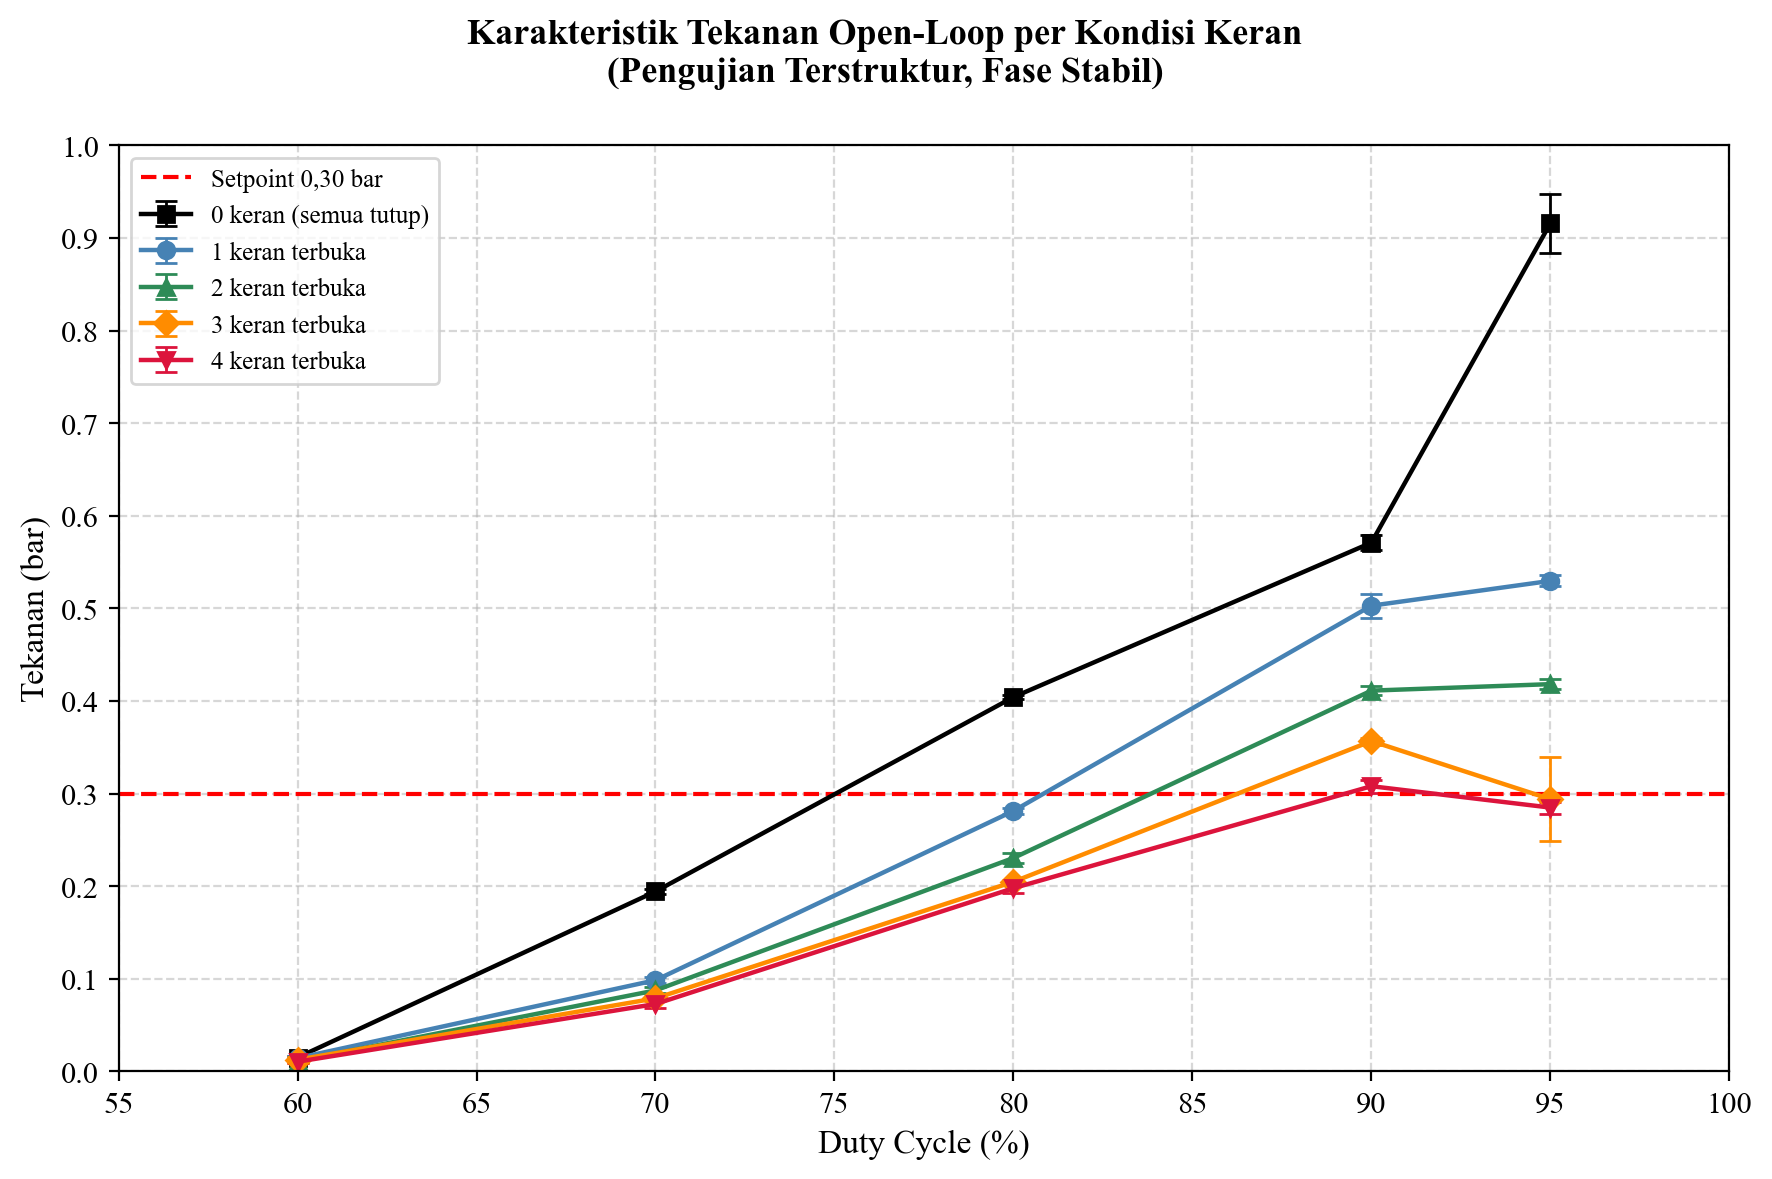 Karakteristik Tekanan Open-Loop per Kondisi Keran
(Pengujian Terstruktur, Fase Stabil)
1.0
0.9
0.8
0.7
0.6
0.5
0.4
0.3
0.2
0.1
0.0
Tekanan (bar)
Setpoint 0,30 bar
0 keran (semua tutup)
1 keran terbuka
2 keran terbuka
3 keran terbuka
4 keran terbuka
55 60 65 70 75 80 85 90 95 100
Duty Cycle (%)